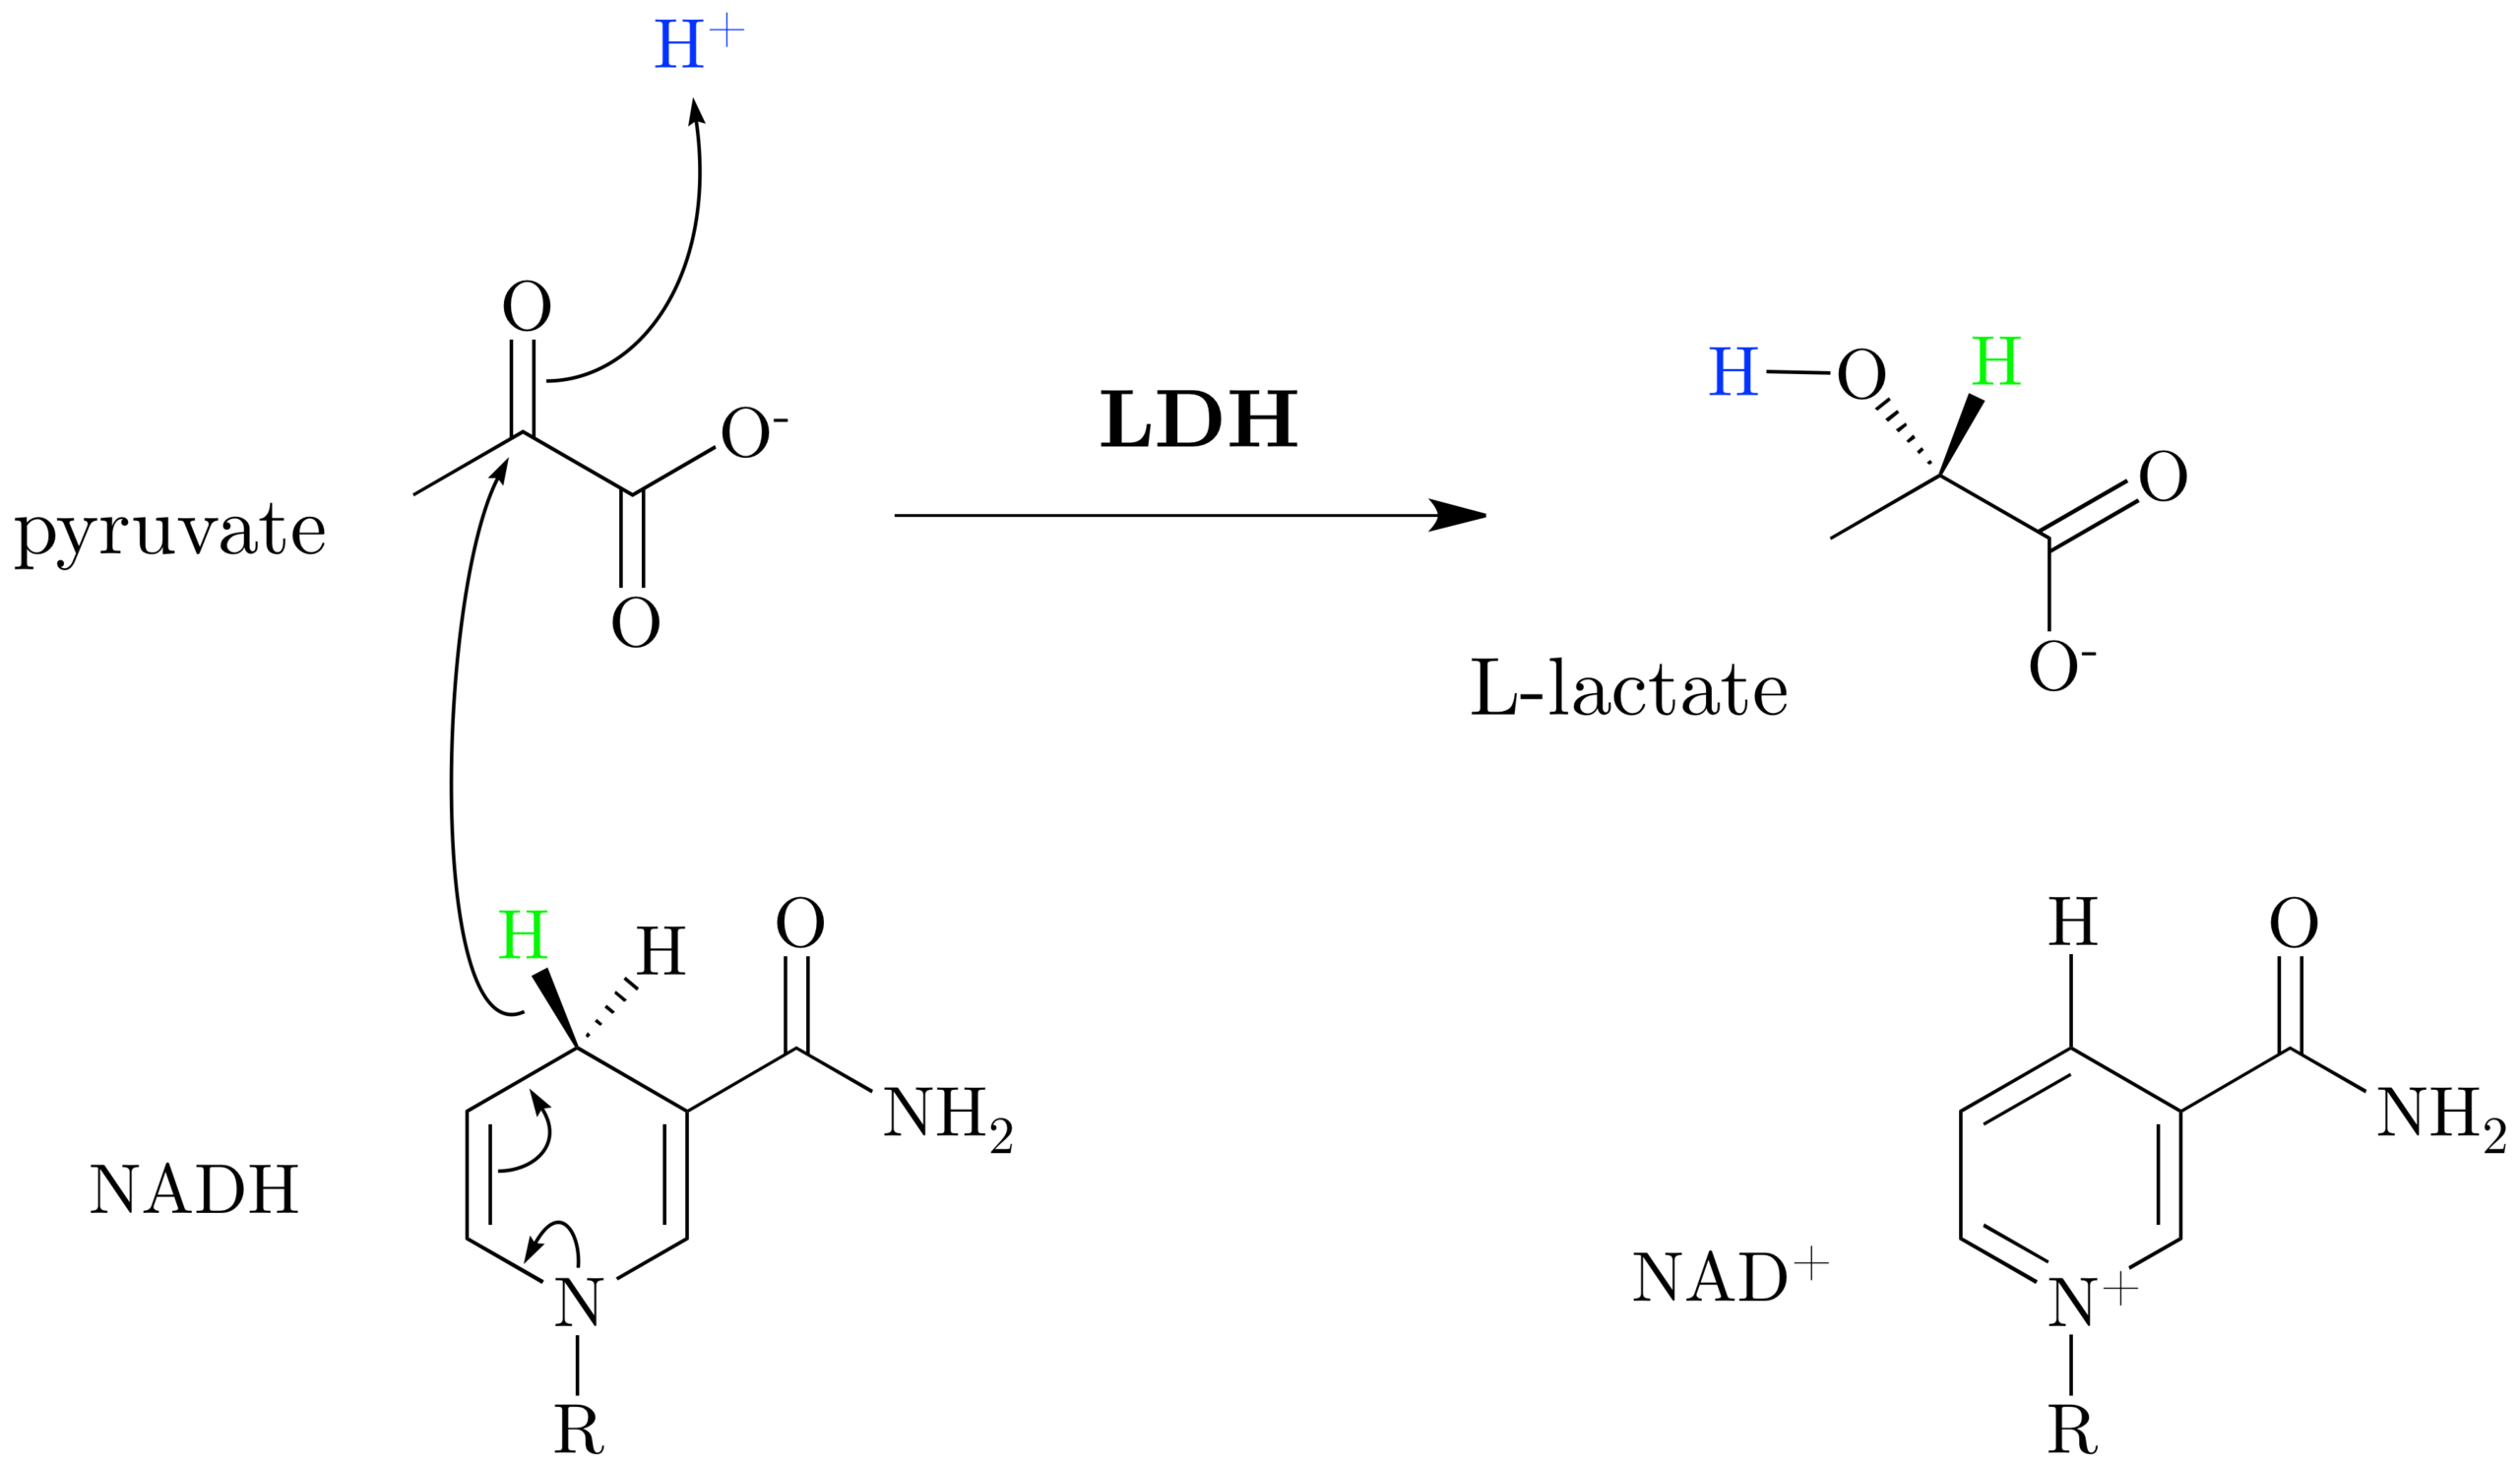 H⁺
O
O⁻
pyruvate
O
LDH
H O H
O
O⁻
L-lactate
H H O
NH₂
NADH
N
R
H O
NH₂
NAD⁺
N⁺
R